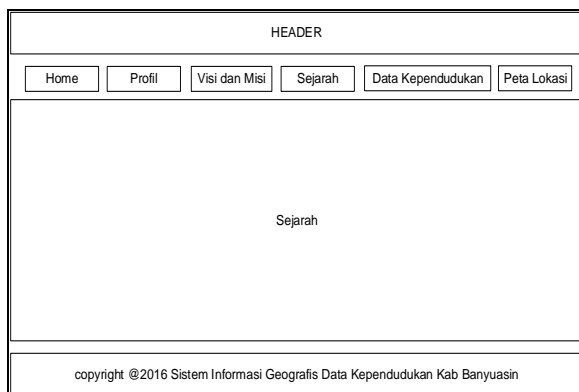 HEADER
Home Profil Visi dan Misi Sejarah Data Kependudukan Peta Lokasi
Sejarah
copyright @2016 Sistem Informasi Geografis Data Kependudukan Kab Banyuasin